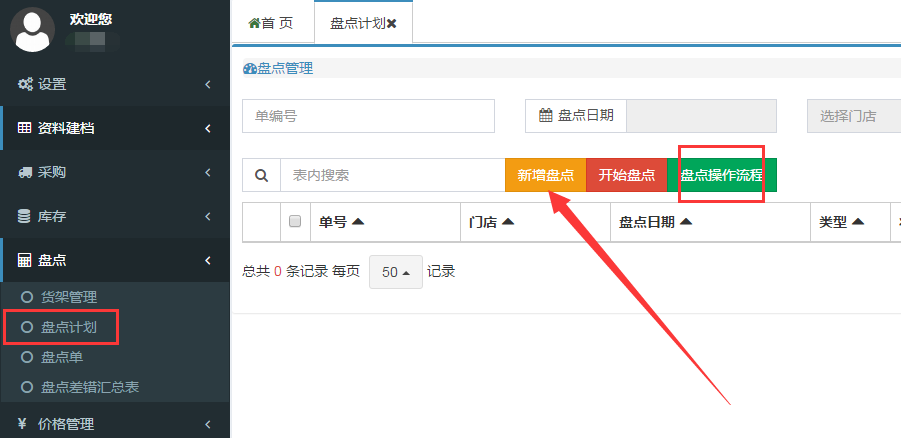 欢迎您
首 页
盘点计划
设置
资料建档
采购
库存
盘点
货架管理
盘点计划
盘点单
盘点差错汇总表
¥ 价格管理
盘点管理
单编号
盘点日期
选择门店
表内搜索
新增盘点
开始盘点
盘点操作流程
单号
门店
盘点日期
类型
总共 0 条记录 每页 50 记录